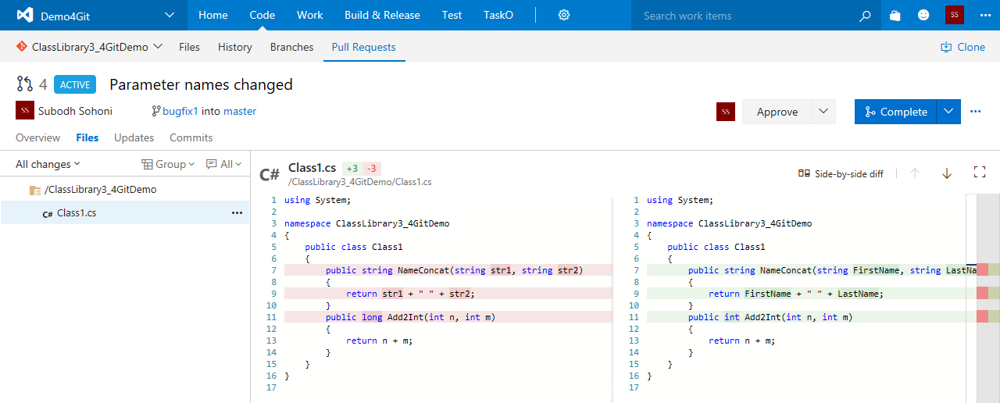 Demo4Git Home Code Work Build & Release Test TaskO Search work items SS
ClassLibrary3_4GitDemo Files History Branches Pull Requests Clone
4 ACTIVE Parameter names changed
SS Subodh Sohoni bugfix1 into master SS Approve Complete
Overview Files Updates Commits
All changes Group All
/ClassLibrary3_4GitDemo
C# Class1.cs
C# Class1.cs +3 -3
/ClassLibrary3_4GitDemo/Class1.cs
Side-by-side diff
1 using System;
2
3 namespace ClassLibrary3_4GitDemo
4 {
5 public class Class1
6 {
7 public string NameConcat(string str1, string str2)
8 {
9 return str1 + " " + str2;
10 }
11 public long Add2Int(int n, int m)
12 {
13 return n + m;
14 }
15 }
16 }
17
1 using System;
2
3 namespace ClassLibrary3_4GitDemo
4 {
5 public class Class1
6 {
7 public string NameConcat(string FirstName, string LastNa
8 {
9 return FirstName + " " + LastName;
10 }
11 public int Add2Int(int n, int m)
12 {
13 return n + m;
14 }
15 }
16 }
17